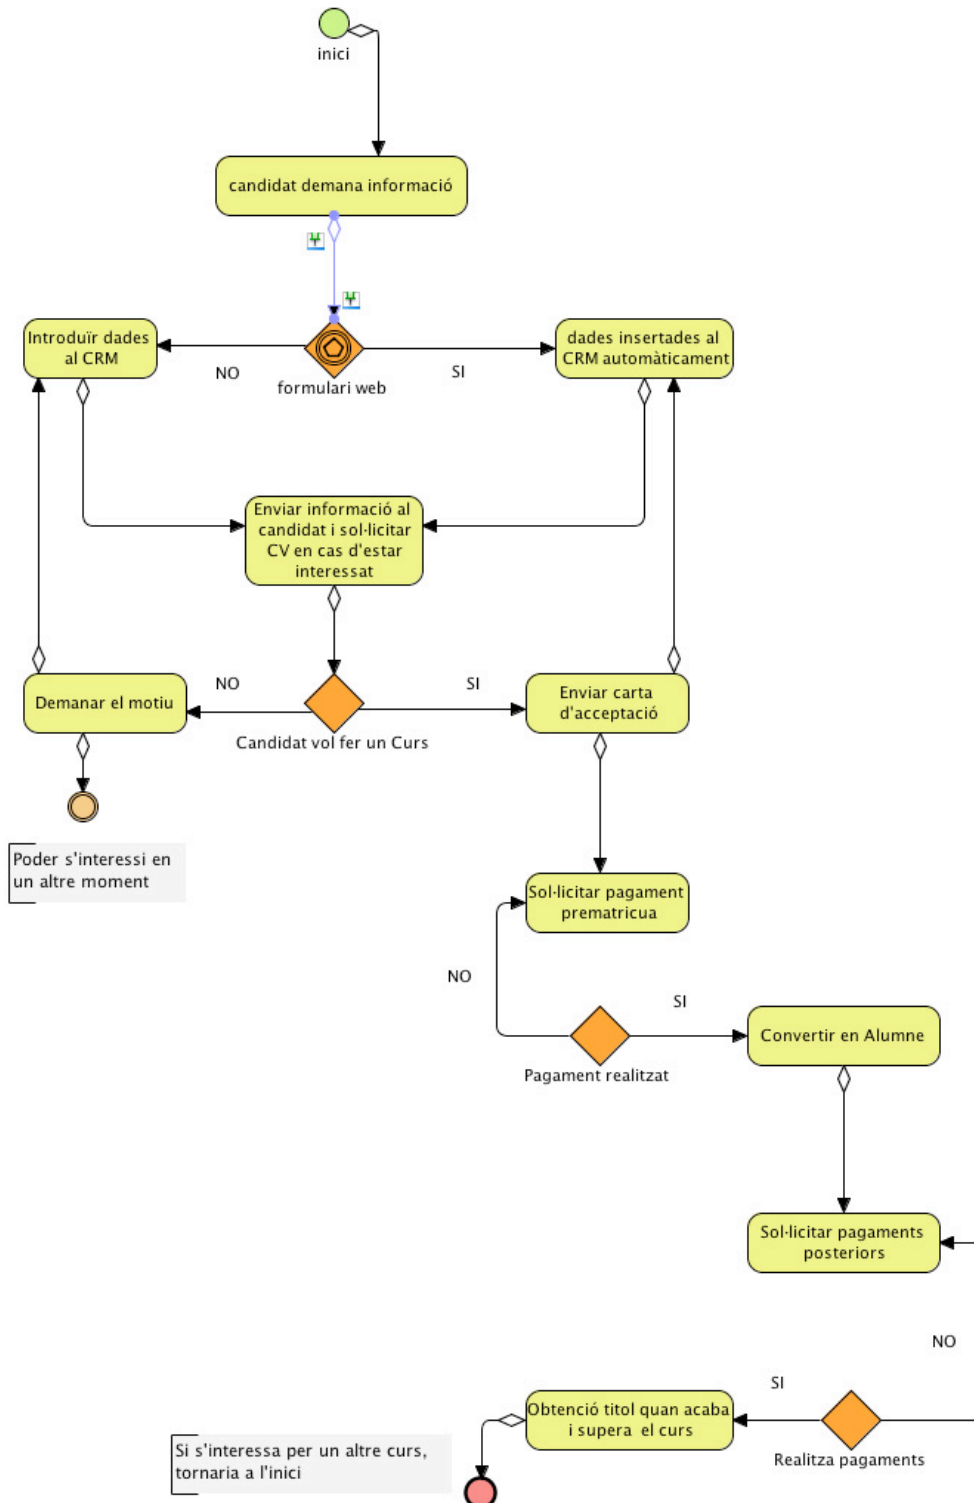 inici
candidat demana informació
Introduïr dades
al CRM
dades insertades al
CRM automàticament
NO
SI
formulari web
Enviar informació al
candidat i sol·licitar
CV en cas d'estar
interessat
NO
SI
Demanar el motiu
Enviar carta
d'acceptació
Candidat vol fer un Curs
Poder s'interessi en
un altre moment
Sol·licitar pagament
prematricua
NO
SI
Convertir en Alumne
Pagament realitzat
Sol·licitar pagaments
posteriors
NO
SI
Obtenció titol quan acaba
i supera el curs
Realitza pagaments
Si s'interessa per un altre curs,
tornaria a l'inici